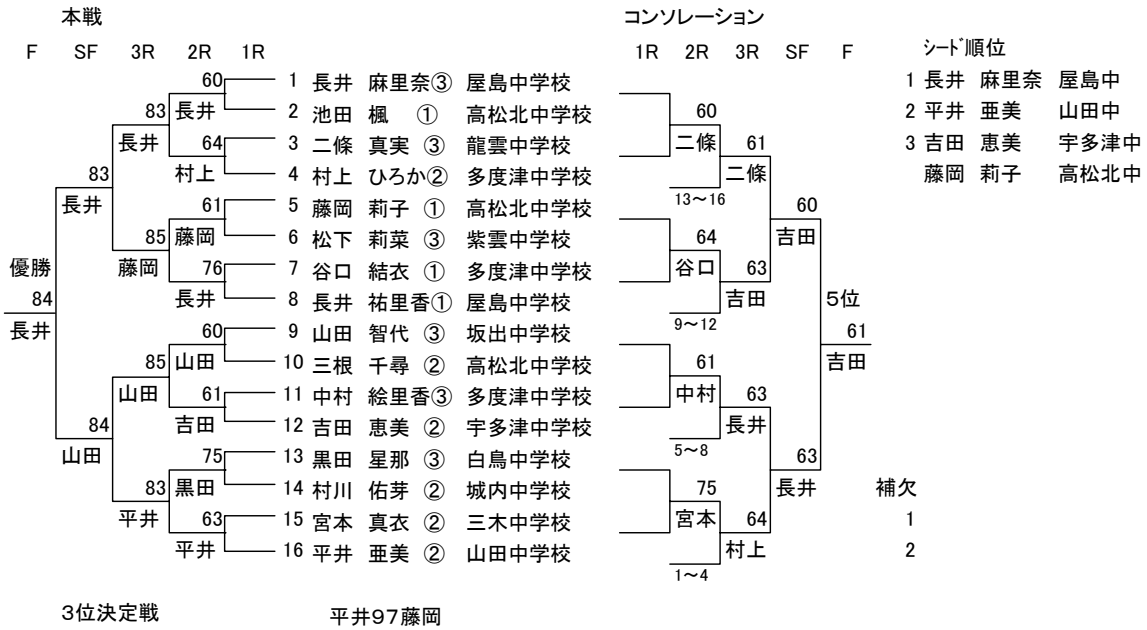 本戦 コンソレーション
F SF 3R 2R 1R 1R 2R 3R SF F シード順位
60 1 長井 麻里奈③ 屋島中学校 1 長井 麻里奈 屋島中
83 長井 2 池田 楓 ① 高松北中学校 60 2 平井 亜美 山田中
長井 64 3 二條 真実 ③ 龍雲中学校 二條 61 3 吉田 恵美 宇多津中
83 村上 4 村上 ひろか② 多度津中学校 二條 藤岡 莉子 高松北中
長井 61 5 藤岡 莉子 ① 高松北中学校 13～16 60
85 藤岡 6 松下 莉菜 ③ 紫雲中学校 64 吉田
優勝 藤岡 76 7 谷口 結衣 ① 多度津中学校 谷口 63
84 長井 8 長井 祐里香① 屋島中学校 吉田 5位
長井 60 9 山田 智代 ③ 坂出中学校 9～12 61
85 山田 10 三根 千尋 ② 高松北中学校 61 吉田
山田 61 11 中村 絵里香③ 多度津中学校 中村 63
84 吉田 12 吉田 恵美 ② 宇多津中学校 長井
山田 75 13 黒田 星那 ③ 白鳥中学校 5～8 63
83 黒田 14 村川 佑芽 ② 城内中学校 75 長井 補欠
平井 63 15 宮本 真衣 ② 三木中学校 宮本 64 1
平井 16 平井 亜美 ② 山田中学校 村上 2
1～4
3位決定戦 平井97藤岡